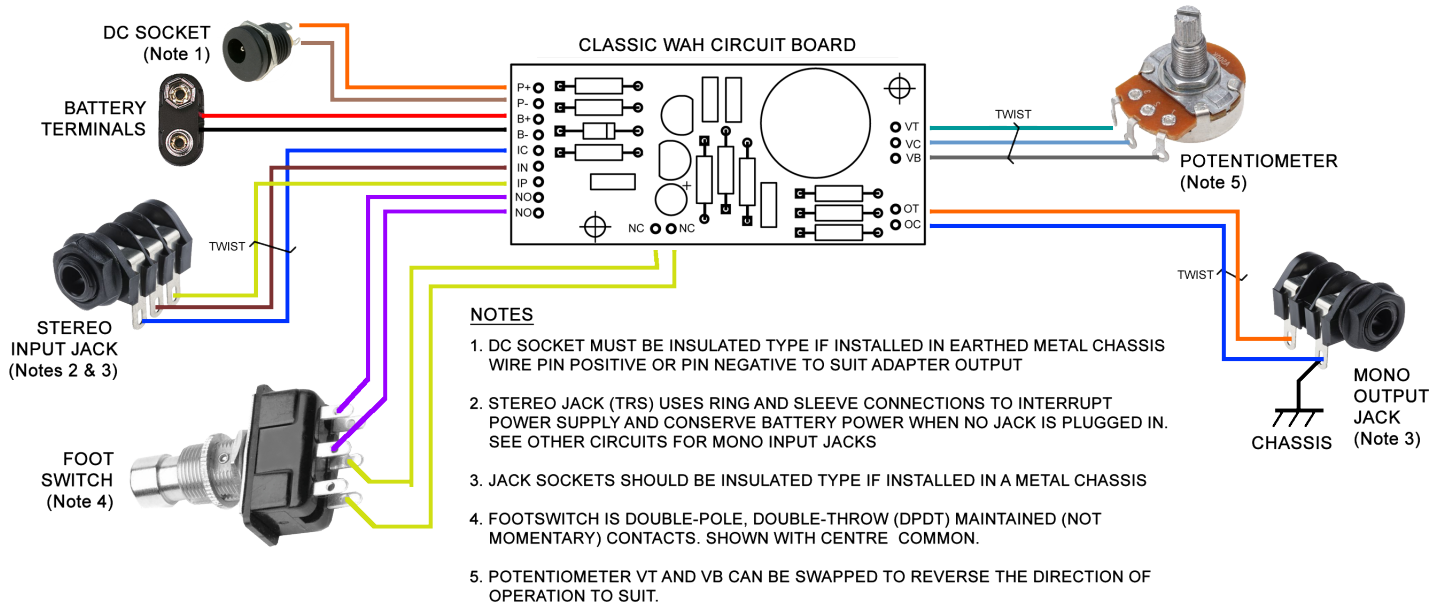 CLASSIC WAH CIRCUIT BOARD
DC SOCKET
(Note 1)
BATTERY
TERMINALS
P+
P-
B+
B-
IC
IN
IP
NO
NO
NC
NC
+
VT
VC
VB
OT
OC
TWIST
POTENTIOMETER
(Note 5)
TWIST
STEREO
INPUT JACK
(Notes 2 & 3)
TWIST
MONO
OUTPUT
JACK
(Note 3)
CHASSIS
FOOT
SWITCH
(Note 4)
NOTES
1. DC SOCKET MUST BE INSULATED TYPE IF INSTALLED IN EARTHED METAL CHASSIS
WIRE PIN POSITIVE OR PIN NEGATIVE TO SUIT ADAPTER OUTPUT
2. STEREO JACK (TRS) USES RING AND SLEEVE CONNECTIONS TO INTERRUPT
POWER SUPPLY AND CONSERVE BATTERY POWER WHEN NO JACK IS PLUGGED IN.
SEE OTHER CIRCUITS FOR MONO INPUT JACKS
3. JACK SOCKETS SHOULD BE INSULATED TYPE IF INSTALLED IN A METAL CHASSIS
4. FOOTSWITCH IS DOUBLE-POLE, DOUBLE-THROW (DPDT) MAINTAINED (NOT
MOMENTARY) CONTACTS. SHOWN WITH CENTRE COMMON.
5. POTENTIOMETER VT AND VB CAN BE SWAPPED TO REVERSE THE DIRECTION OF
OPERATION TO SUIT.